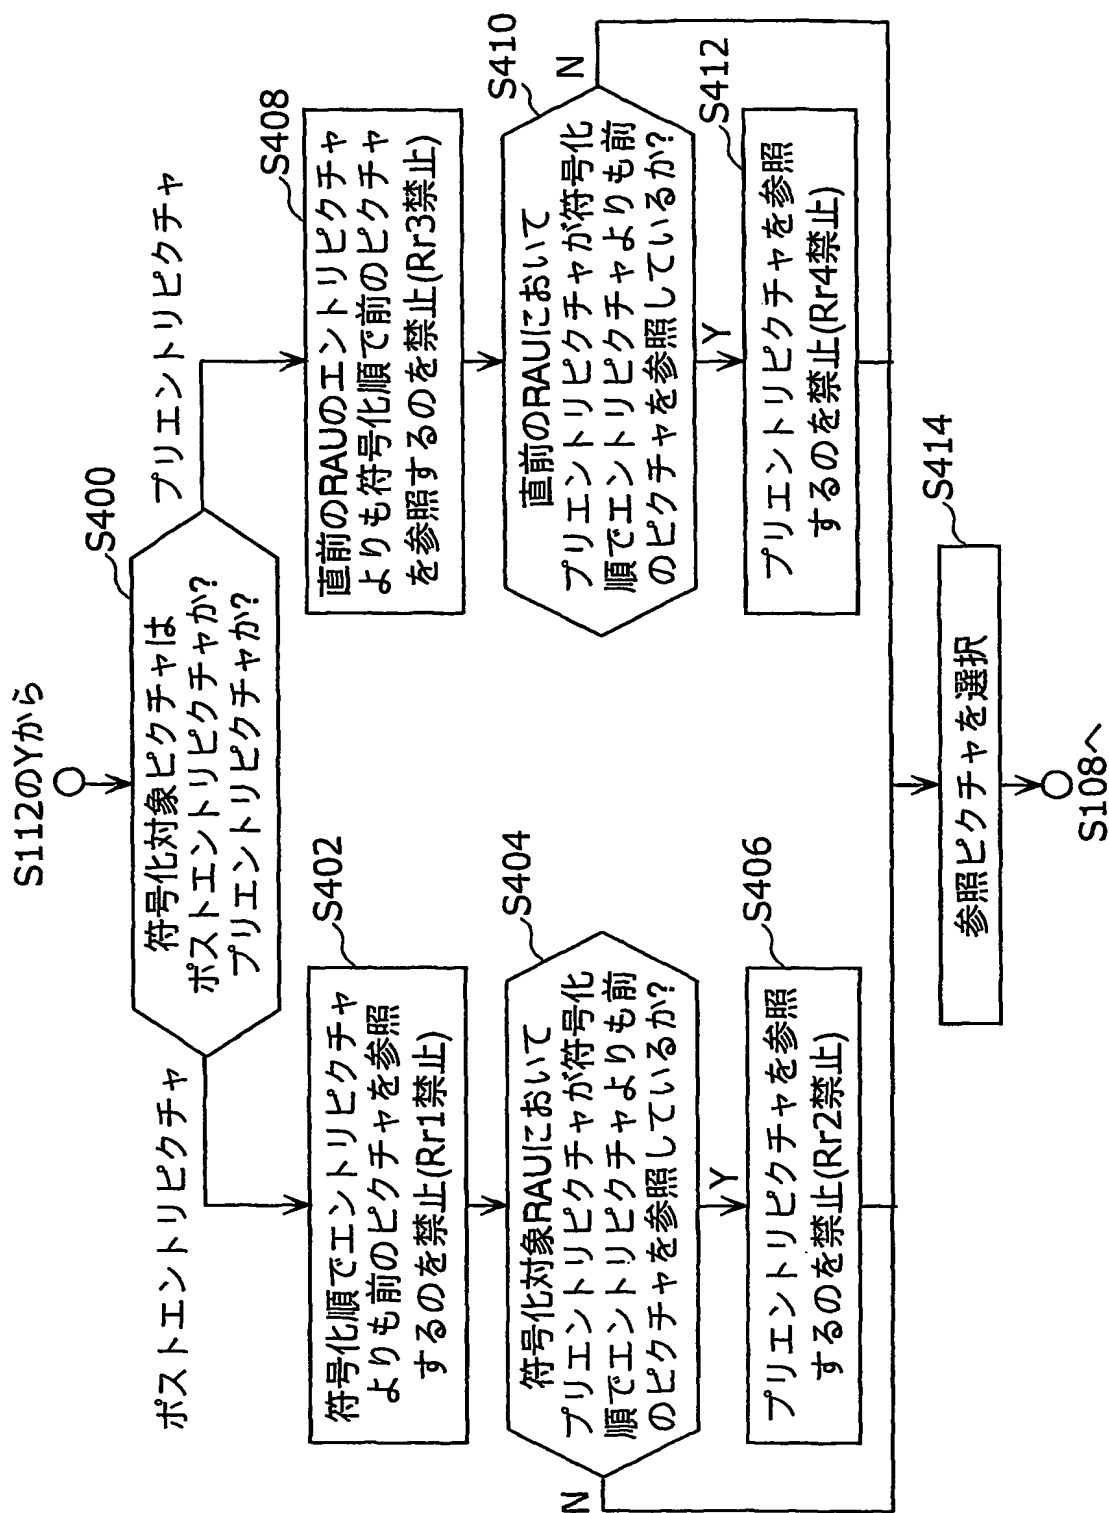 S112のYから
S400
符号化対象ピクチャは
ポストエントリピクチャか?
プリエントリピクチャか?
ポストエントリピクチャ
プリエントリピクチャ
S402
符号化順でエントリピクチャ
よりも前のピクチャを参照
するのを禁止(Rr1禁止)
S404
符号化対象RAUにおいて
プリエントリピクチャが符号化
順でエントリピクチャよりも前
のピクチャを参照しているか?
N
Y
S406
プリエントリピクチャを参照
するのを禁止(Rr2禁止)
S408
直前のRAUのエントリピクチャ
よりも符号化順で前のピクチャ
を参照するのを禁止(Rr3禁止)
S410
直前のRAUにおいて
プリエントリピクチャが符号化
順でエントリピクチャよりも前
のピクチャを参照しているか?
N
Y
S412
プリエントリピクチャを参照
するのを禁止(Rr4禁止)
S414
参照ピクチャを選択
S108へ